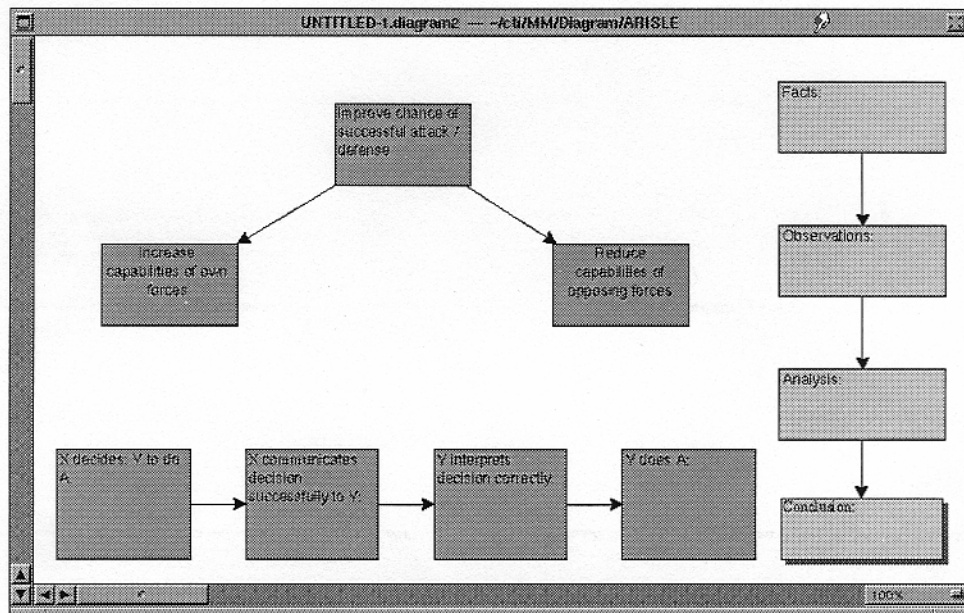 UNTITLED-1.diagram2 — ~/cti/MM/Diagram/ARISLE
Improve chance of
successful attack /
defense
Increase
capabilities of own
forces
Reduce
capabilities of
opposing forces
X decides: Y to do
A:
X communicates
decision
successfully to Y:
Y interprets
decision correctly:
Y does A:
Facts:
Observations:
Analysis:
Conclusion:
100%